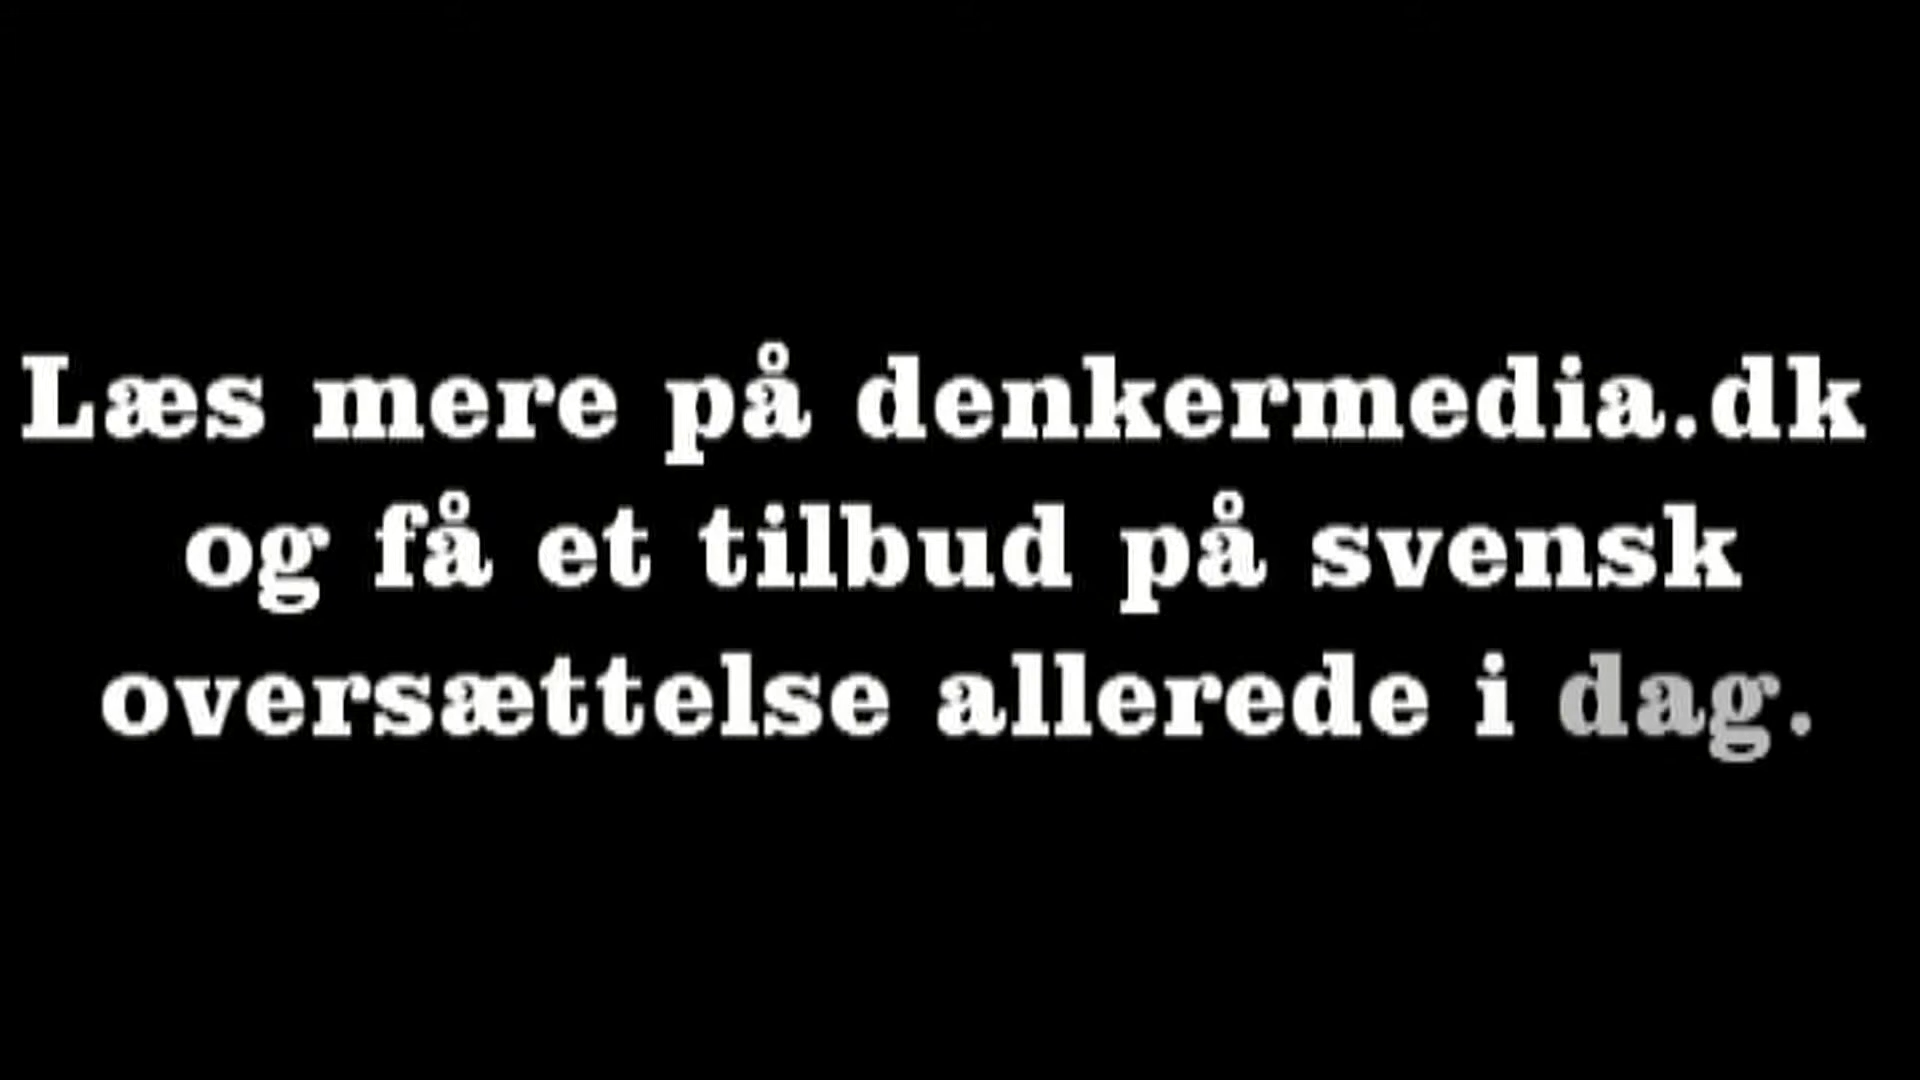 Læs mere på denkermedia.dk
og få et tilbud på svensk
oversættelse allerede i dag.